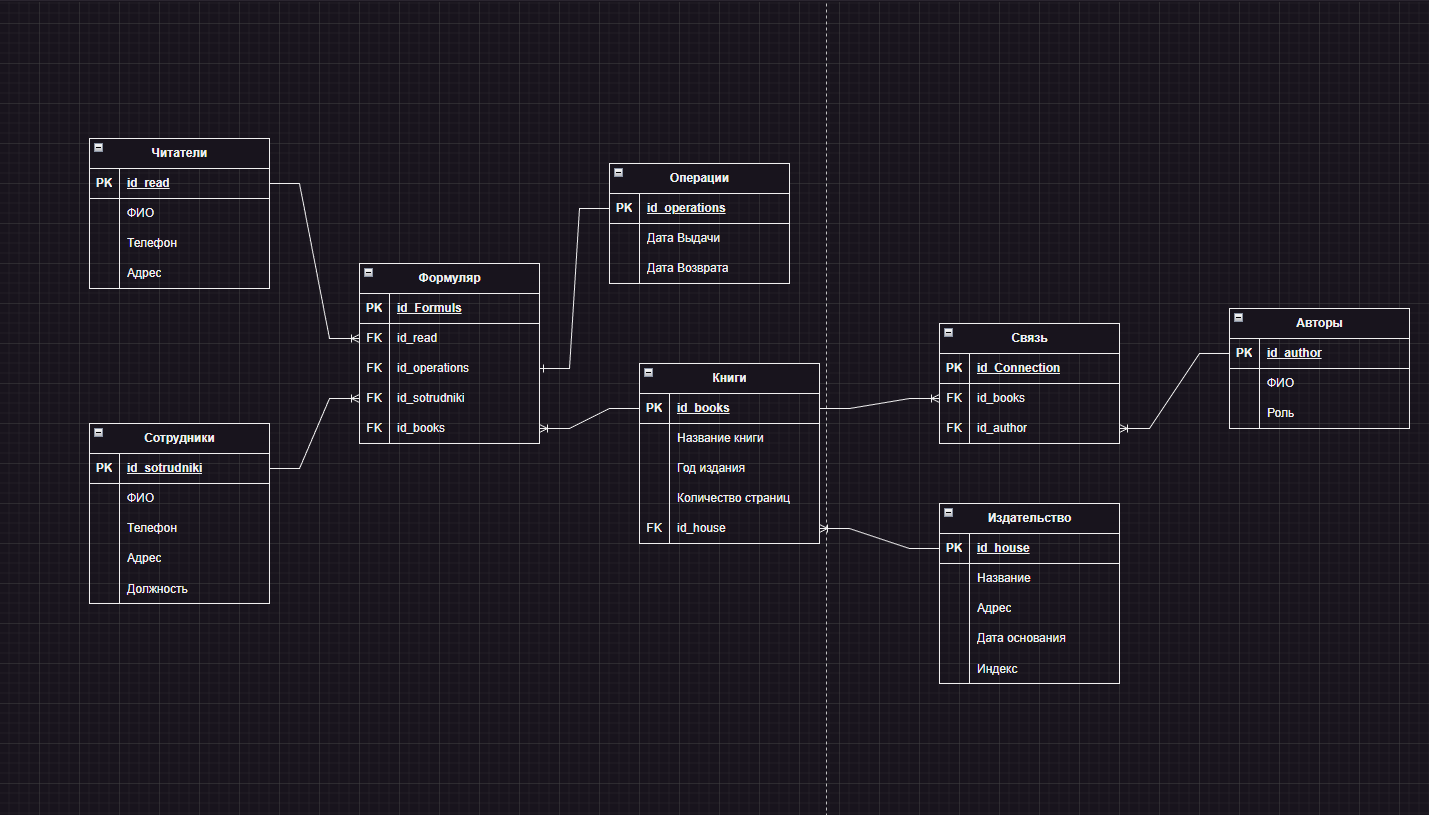 Читатели
PK id_read
ФИО
Телефон
Адрес
Операции
PK id_operations
Дата Выдачи
Дата Возврата
Формуляр
PK id_Formuls
FK id_read
FK id_operations
FK id_sotrudniki
FK id_books
Сотрудники
PK id_sotrudniki
ФИО
Телефон
Адрес
Должность
Книги
PK id_books
Название книги
Год издания
Количество страниц
FK id_house
Связь
PK id_Connection
FK id_books
FK id_author
Авторы
PK id_author
ФИО
Роль
Издательство
PK id_house
Название
Адрес
Дата основания
Индекс